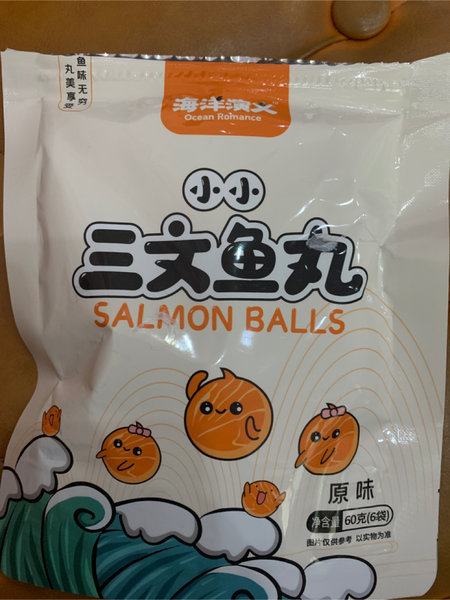 鱼味无穷
丸美享受
海洋演义
Ocean Romance
小小
三文鱼丸
SALMON BALLS
原味
净含量 60克(6袋)
图片仅供参考 以实物为准